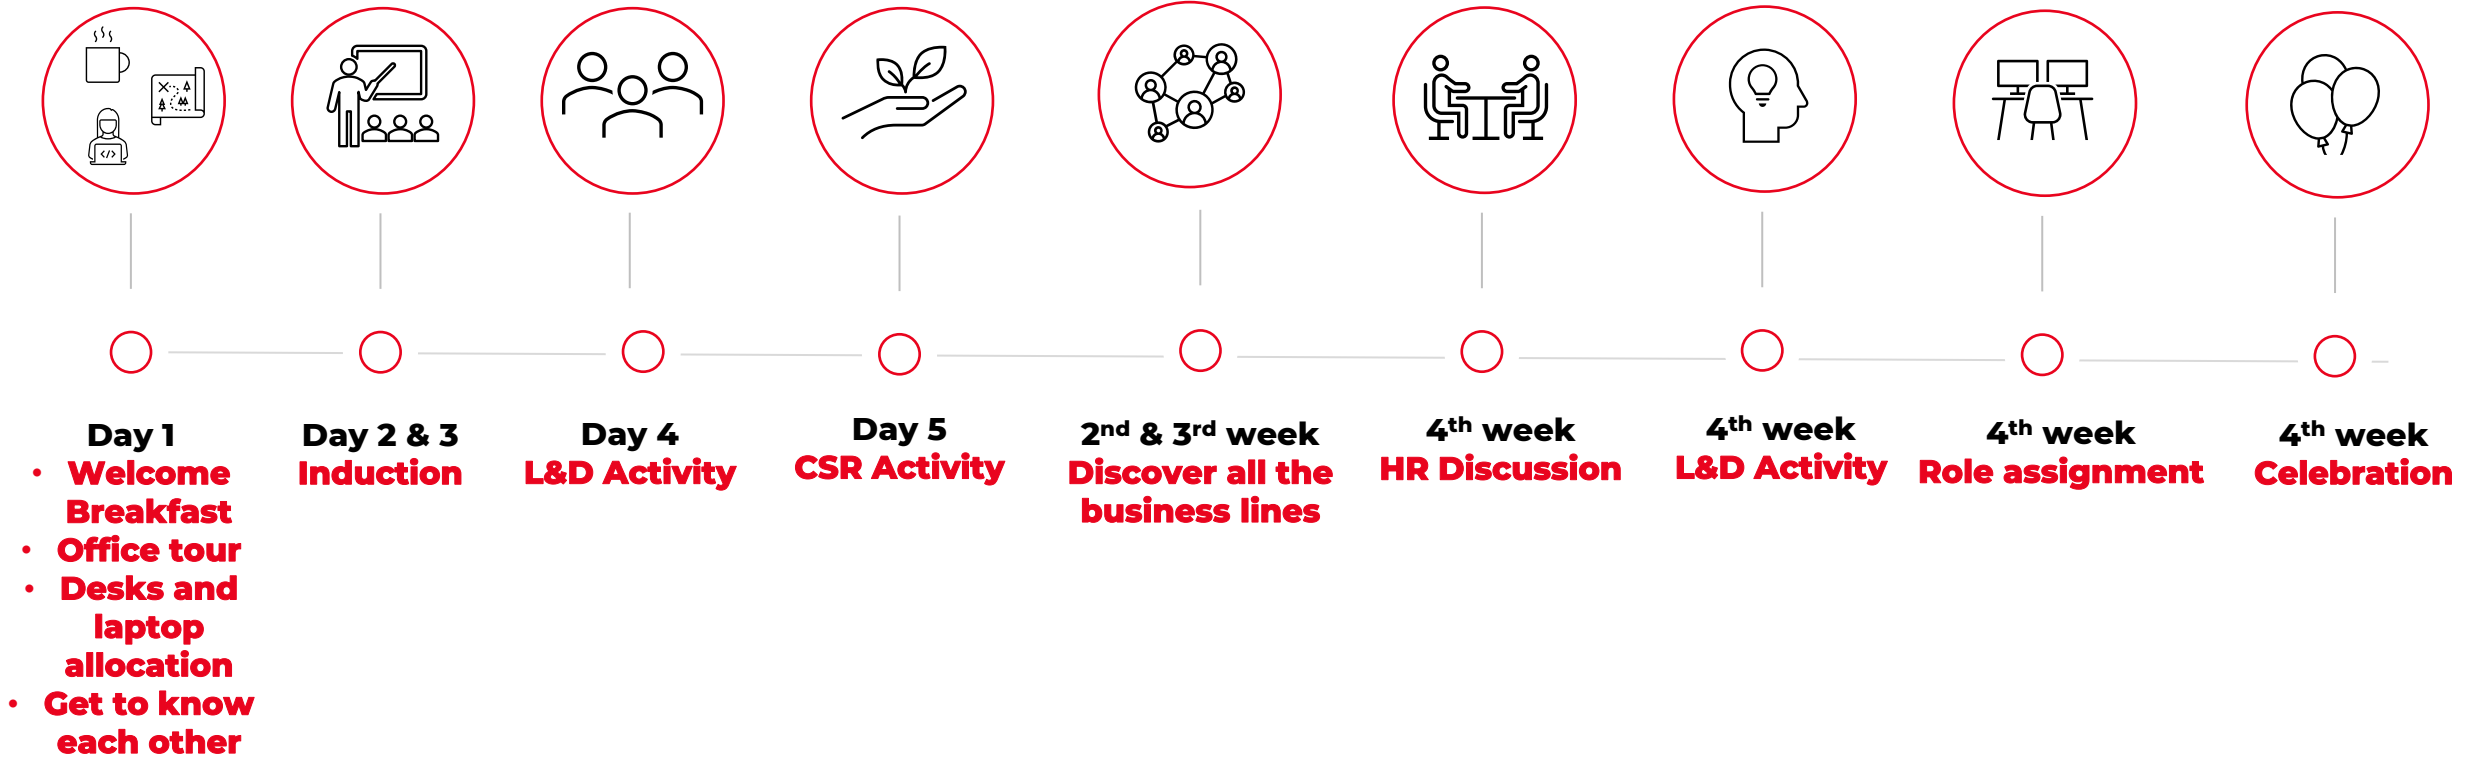 Day 1
• Welcome
Breakfast
• Office tour
• Desks and
laptop
allocation
• Get to know
each other
Day 2 & 3
Induction
Day 4
L&D Activity
Day 5
CSR Activity
2nd & 3rd week
Discover all the
business lines
4th week
HR Discussion
4th week
L&D Activity
4th week
Role assignment
4th week
Celebration